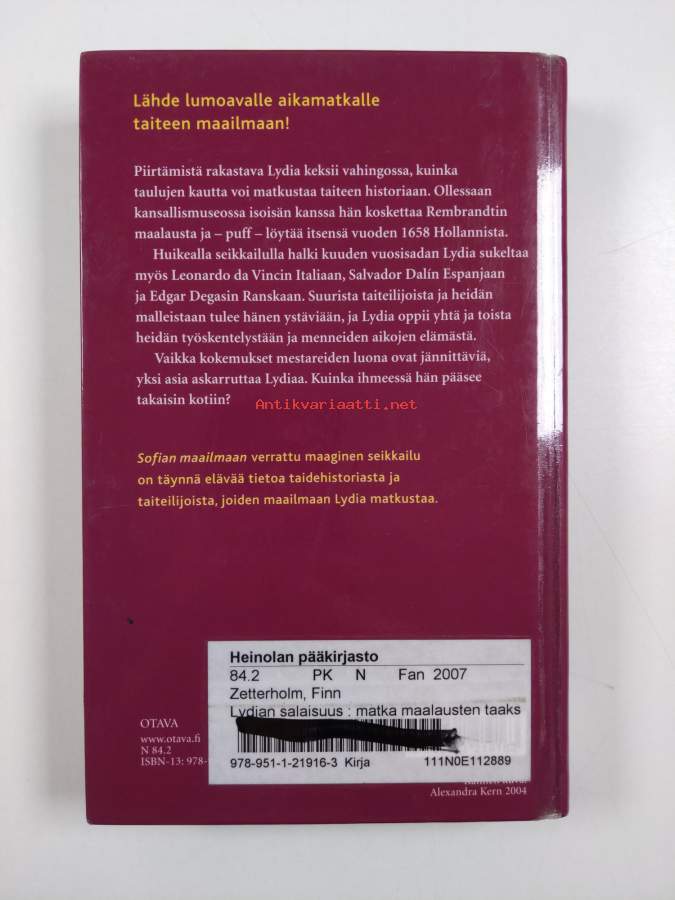 Lähde lumoavalle aikamatkalle
taiteen maailmaan!
Piirtämistä rakastava Lydia keksii vahingossa, kuinka
taulujen kautta voi matkustaa taiteen historiaan. Ollessaan
kansallismuseossa isoisän kanssa hän koskettaa Rembrandtin
maalausta ja – puff – löytää itsensä vuoden 1658 Hollannista.
Huikealla seikkailulla halki kuuden vuosisadan Lydia sukeltaa
myös Leonardo da Vincin Italiaan, Salvador Dalín Espanjaan
ja Edgar Degasin Ranskaan. Suurista taiteilijoista ja heidän
malleistaan tulee hänen ystäviään, ja Lydia oppii yhtä ja toista
heidän työskentelystään ja menneiden aikojen elämästä.
Vaikka kokemukset mestareiden luona ovat jännittäviä,
yksi asia askarruttaa Lydiaa. Kuinka ihmeessä hän pääsee
takaisin kotiin?
Antikvariaatti.net
Sofian maailmaan verrattu maaginen seikkailu
on täynnä elävää tietoa taidehistoriasta ja
taiteilijoista, joiden maailmaan Lydia matkustaa.
Heinolan pääkirjasto
84.2 PK N Fan 2007
Zetterholm, Finn
Lydian salaisuus : matka maalausten taaks
978-951-1-21916-3 Kirja 111N0E112889
OTAVA
www.otava.fi
N 84.2
ISBN-13: 978-
Alexandra Kern 2004